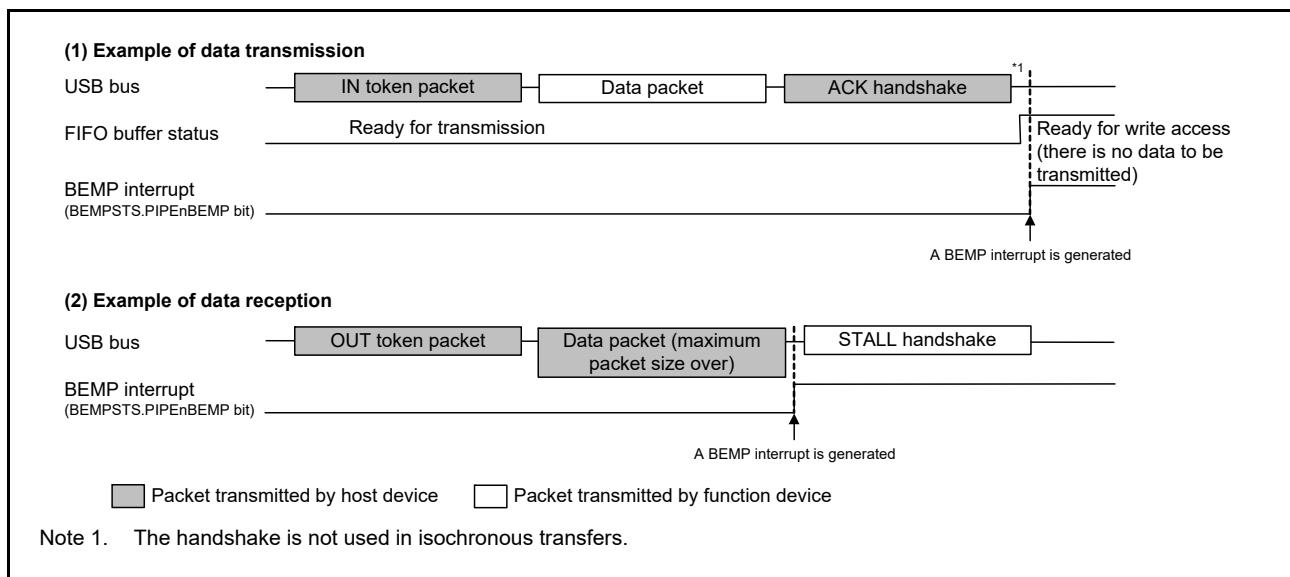 (1) Example of data transmission
USB bus
IN token packet
Data packet
ACK handshake
*1
FIFO buffer status
Ready for transmission
Ready for write access
(there is no data to be
transmitted)
BEMP interrupt
(BEMPSTS.PIPEnBEMP bit)
A BEMP interrupt is generated
(2) Example of data reception
USB bus
OUT token packet
Data packet (maximum
packet size over)
STALL handshake
BEMP interrupt
(BEMPSTS.PIPEnBEMP bit)
A BEMP interrupt is generated
Packet transmitted by host device
Packet transmitted by function device
Note 1. The handshake is not used in isochronous transfers.